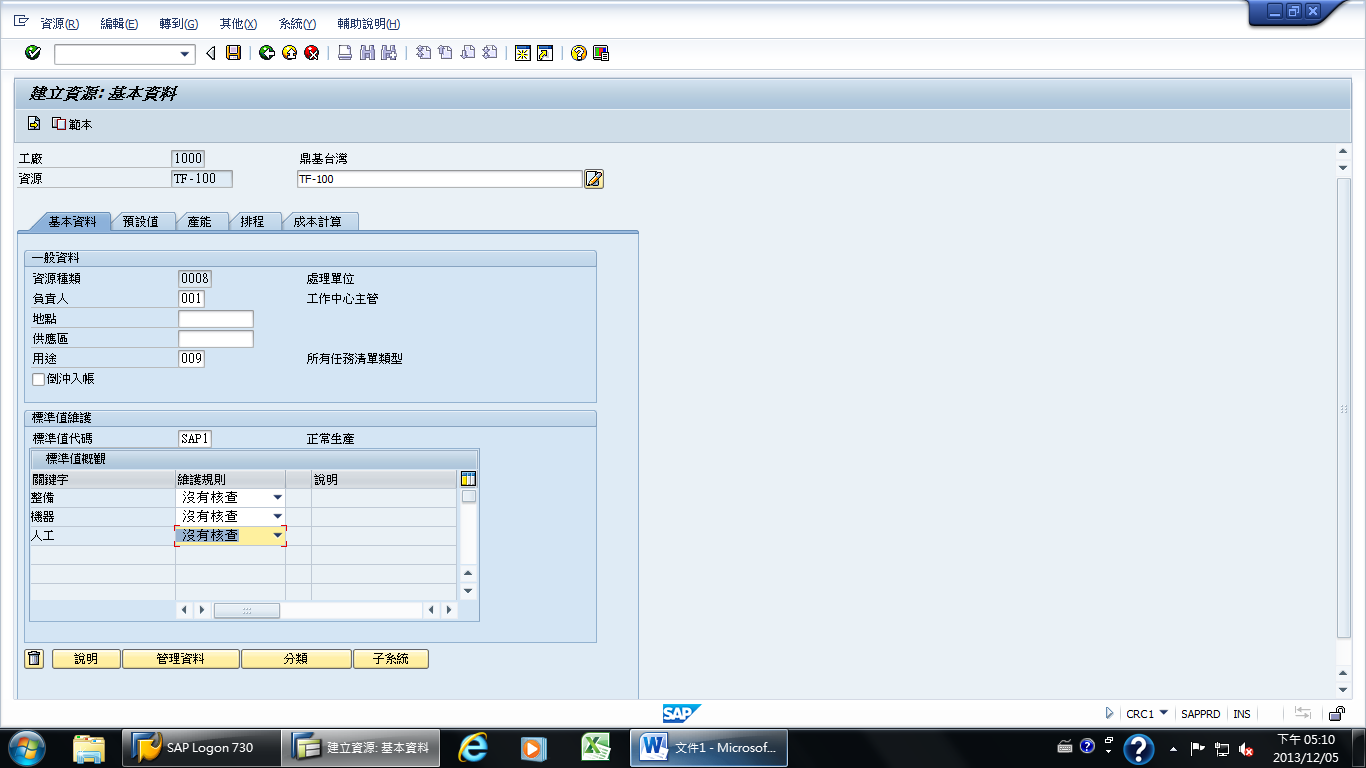 資源(R) 編輯(E) 轉到(G) 其他(X) 系統(Y) 輔助說明(H)
建立資源: 基本資料
範本
工廠 1000 鼎基台灣
資源 TF-100 TF-100
基本資料 預設值 產能 排程 成本計算
一般資料
資源種類 0008 處理單位
負責人 001 工作中心主管
地點
供應區
用途 009 所有任務清單類型
倒沖入帳
標準值維護
標準值代碼 SAP1 正常生產
標準值概觀
關鍵字 維護規則 說明
整備 沒有核查
機器 沒有核查
人工 沒有核查
說明 管理資料 分類 子系統
SAP
CRC1 SAPPRD INS
SAP Logon 730 建立資源: 基本資料 文件1 - Microsof...
下午 05:10
2013/12/05